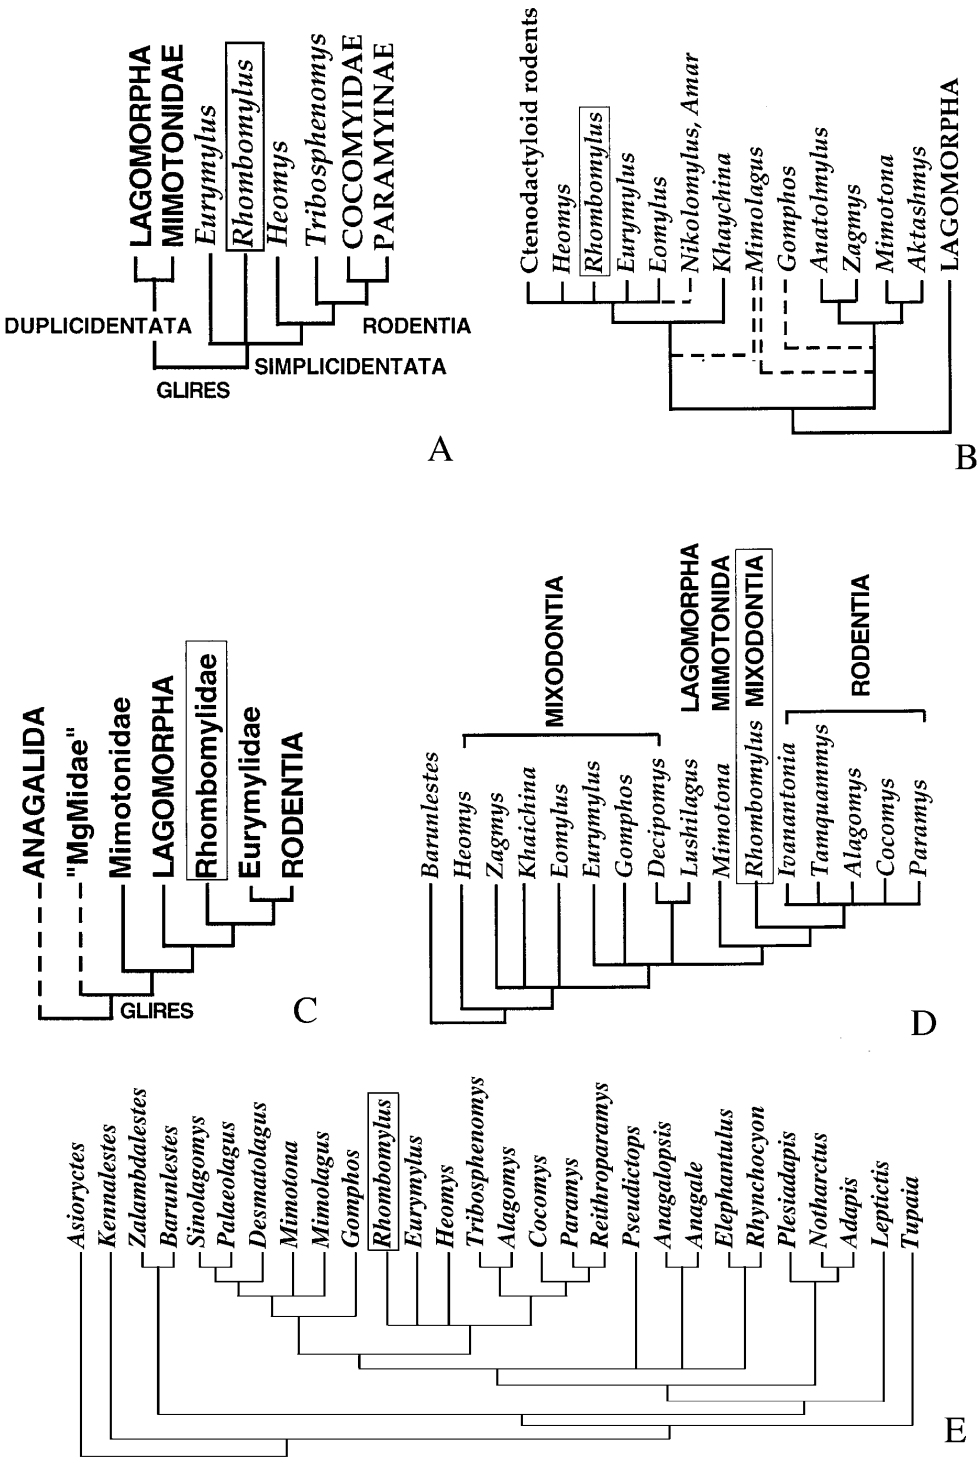 LAGOMORPHA
MIMOTONIDAE
Eurymylus
Rhombomylus
Heomys
Tribosphenomys
COCOMYIDAE
PARAMYINAE
DUPLICIDENTATA
RODENTIA
SIMPLICIDENTATA
GLIRES
A
Ctenodactyloid rodents
Heomys
Rhombomylus
Eurymylus
Eomylus
Nikolomylus, Amar
Khaychina
Mimolagus
Gomphos
Anatolmylus
Zagmys
Mimotona
Aktashmys
LAGOMORPHA
B
ANAGALIDA
"MgMidae"
Mimotonidae
LAGOMORPHA
Rhombomylidae
Eurymylidae
RODENTIA
GLIRES
C
MIXODONTIA
LAGOMORPHA
MIMOTONIDA
MIXODONTIA
RODENTIA
Barunlestes
Heomys
Zagmys
Khaichina
Eomylus
Eurymylus
Gomphos
Decipomys
Lushilagus
Mimotona
Rhombomylus
Ivanantonia
Tamquammys
Alagomys
Cocomys
Paramys
D
Asioryctes
Kennalestes
Zalambdalestes
Barunlestes
Sinolagomys
Palaeolagus
Desmatolagus
Mimotona
Mimolagus
Gomphos
Rhombomylus
Eurymylus
Heomys
Tribosphenomys
Alagomys
Cocomys
Paramys
Reithroparamys
Pseudictops
Anagalopsis
Anagale
Elephantulus
Rhynchocyon
Plesiadapis
Notharctus
Adapis
Leptictis
Tupaia
E